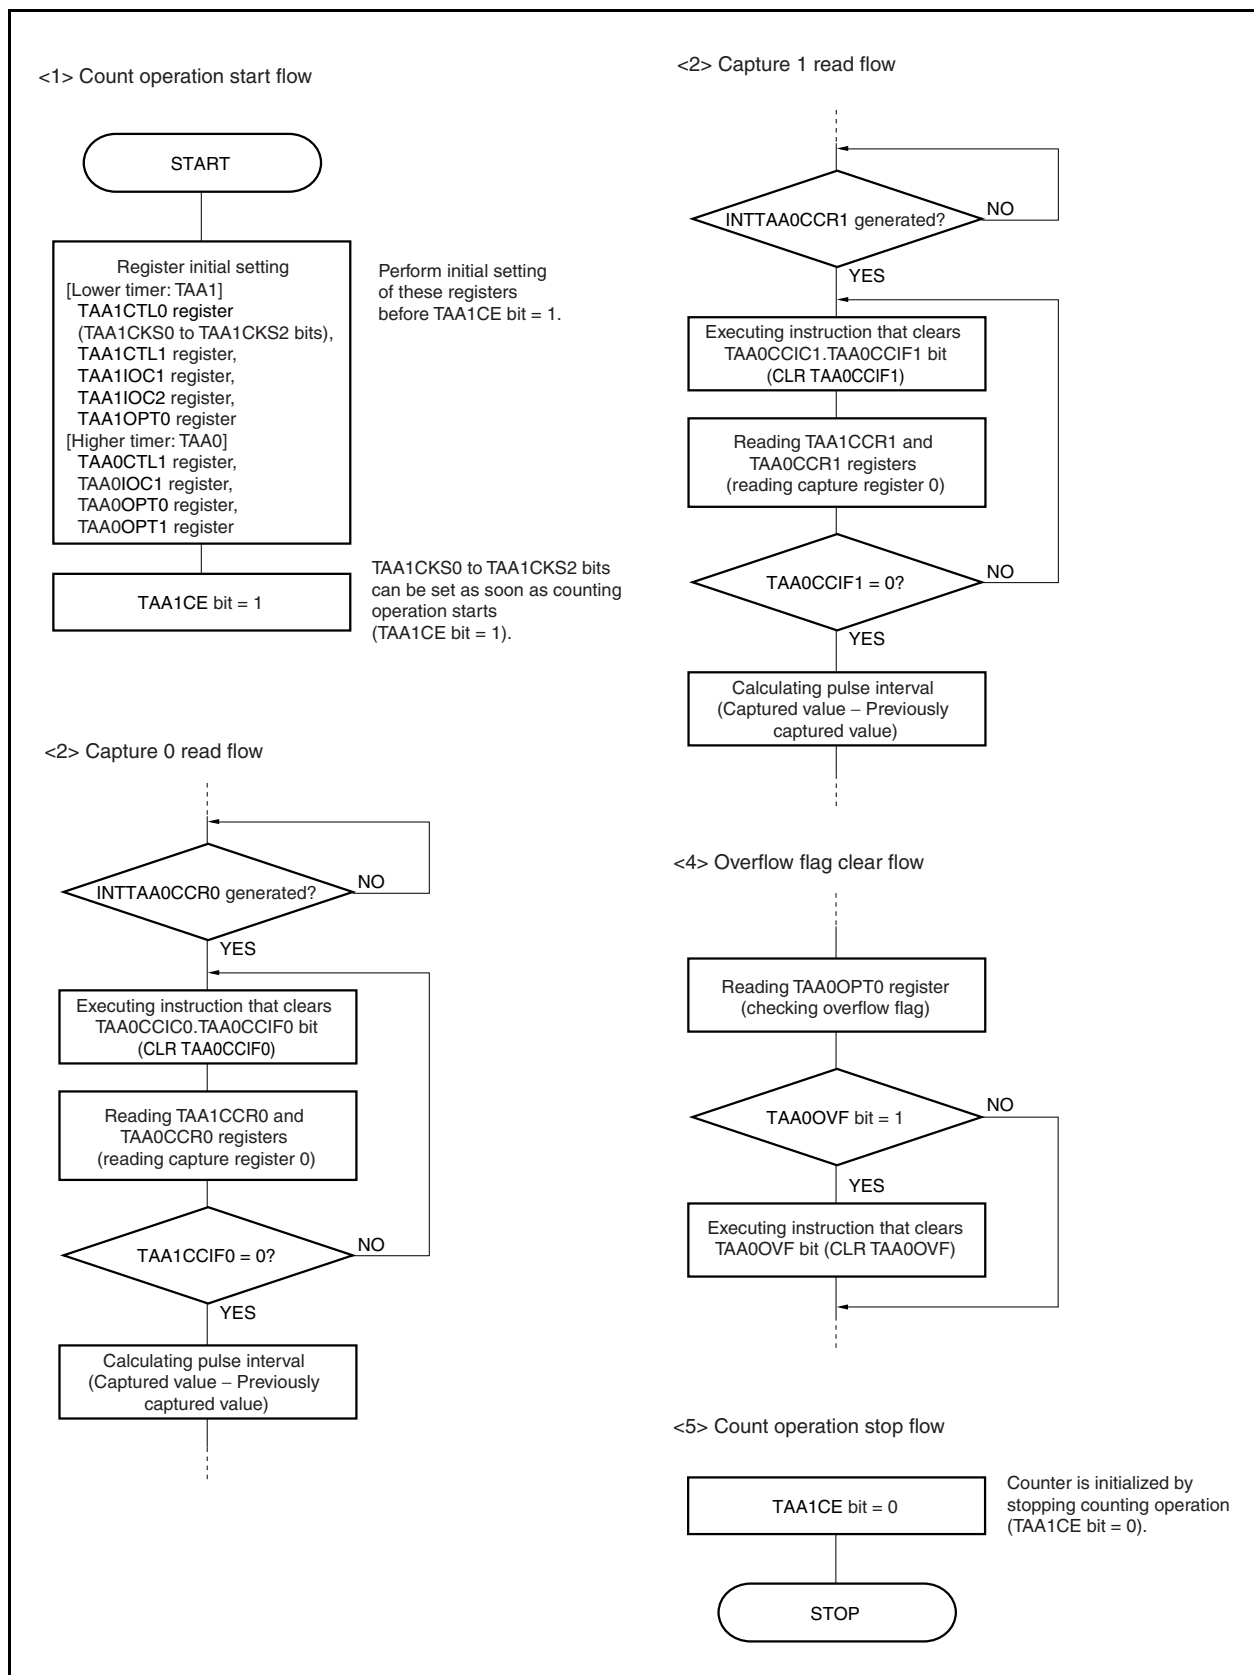 <1> Count operation start flow
START
Register initial setting
[Lower timer: TAA1]
TAA1CTL0 register
(TAA1CKS0 to TAA1CKS2 bits),
TAA1CTL1 register,
TAA1IOC1 register,
TAA1IOC2 register,
TAA1OPT0 register
[Higher timer: TAA0]
TAA0CTL1 register,
TAA0IOC1 register,
TAA0OPT0 register,
TAA0OPT1 register
Perform initial setting
of these registers
before TAA1CE bit = 1.
TAA1CE bit = 1
TAA1CKS0 to TAA1CKS2 bits
can be set as soon as counting
operation starts
(TAA1CE bit = 1).
<2> Capture 0 read flow
INTTAA0CCR0 generated?
NO
YES
Executing instruction that clears
TAA0CCIC0.TAA0CCIF0 bit
(CLR TAA0CCIF0)
Reading TAA1CCR0 and
TAA0CCR0 registers
(reading capture register 0)
TAA1CCIF0 = 0?
NO
YES
Calculating pulse interval
(Captured value – Previously
captured value)
<2> Capture 1 read flow
INTTAA0CCR1 generated?
NO
YES
Executing instruction that clears
TAA0CCIC1.TAA0CCIF1 bit
(CLR TAA0CCIF1)
Reading TAA1CCR1 and
TAA0CCR1 registers
(reading capture register 0)
TAA0CCIF1 = 0?
NO
YES
Calculating pulse interval
(Captured value – Previously
captured value)
<4> Overflow flag clear flow
Reading TAA0OPT0 register
(checking overflow flag)
TAA0OVF bit = 1
NO
YES
Executing instruction that clears
TAA0OVF bit (CLR TAA0OVF)
<5> Count operation stop flow
TAA1CE bit = 0
Counter is initialized by
stopping counting operation
(TAA1CE bit = 0).
STOP